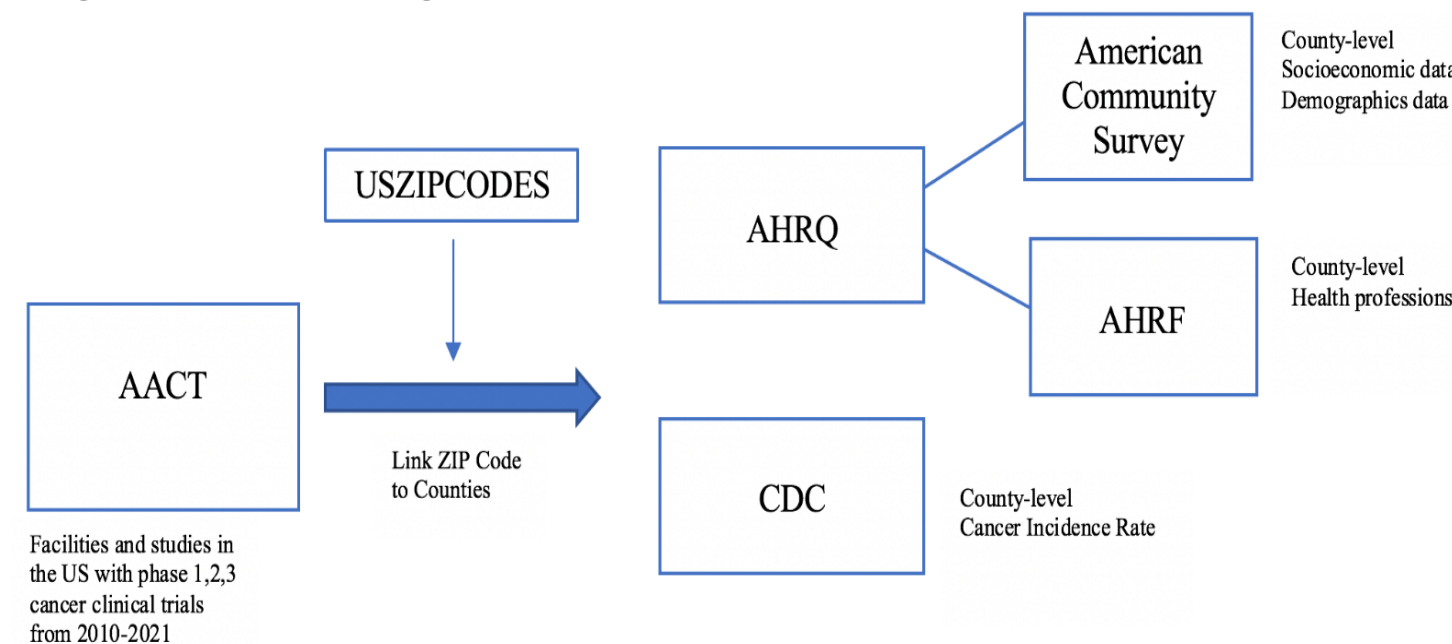 American
Community
Survey
County-level
Socioeconomic data
Demographics data
USZIPCODES
AHRQ
County-level
Health professions
AHRF
AACT
Link ZIP Code
to Counties
CDC
County-level
Cancer Incidence Rate
Facilities and studies in
the US with phase 1,2,3
cancer clinical trials
from 2010-2021